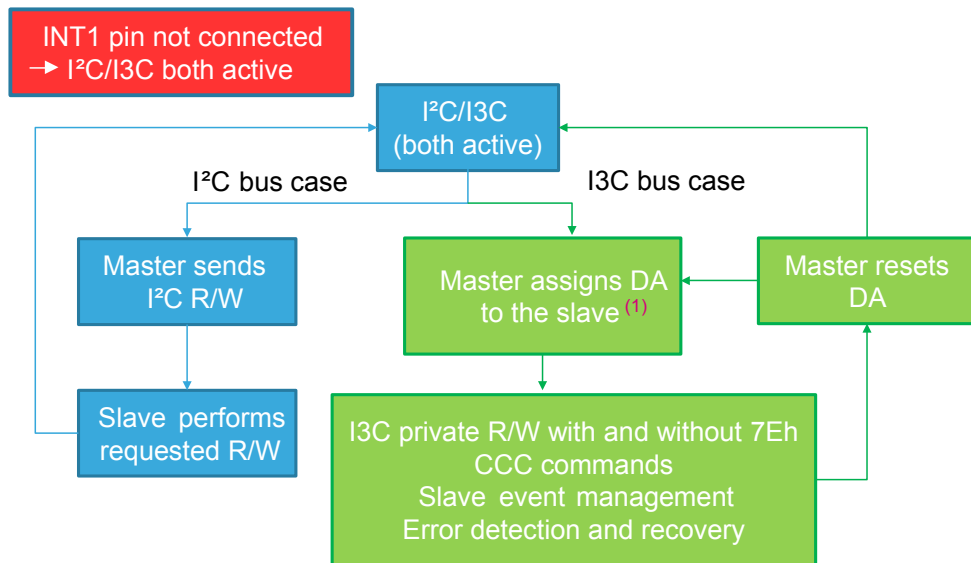 INT1 pin not connected
→ I²C/I3C both active
I²C/I3C
(both active)
I²C bus case
I3C bus case
Master sends
I²C R/W
Master assigns DA
to the slave (1)
Master resets
DA
Slave performs
requested R/W
I3C private R/W with and without 7Eh
CCC commands
Slave event management
Error detection and recovery